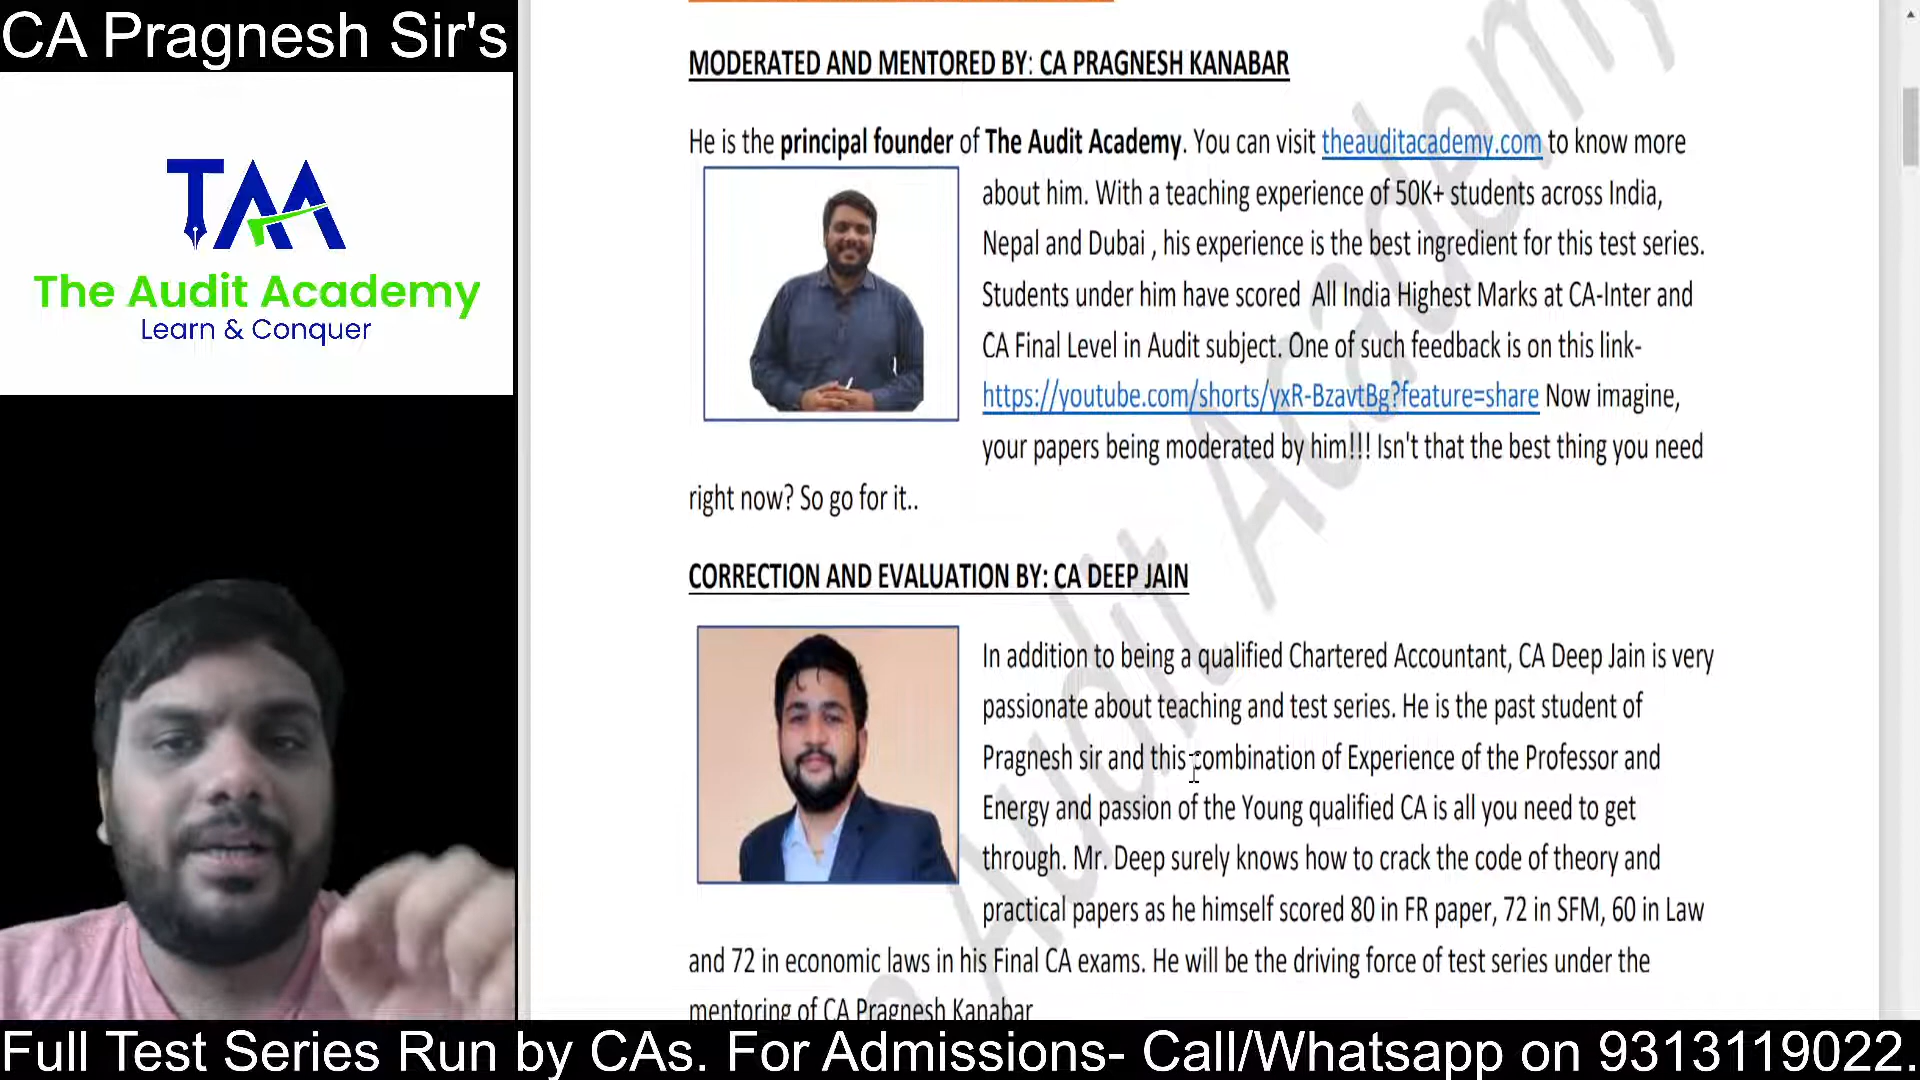 CA Pragnesh Sir's
TAA
The Audit Academy
Learn & Conquer
MODERATED AND MENTORED BY: CA PRAGNESH KANABAR
He is the principal founder of The Audit Academy. You can visit theauditacademy.com to know more
about him. With a teaching experience of 50K+ students across India,
Nepal and Dubai , his experience is the best ingredient for this test series.
Students under him have scored All India Highest Marks at CA-Inter and
CA Final Level in Audit subject. One of such feedback is on this link-
https://youtube.com/shorts/yxR-BzavtBg?feature=share Now imagine,
your papers being moderated by him!!! Isn't that the best thing you need
right now? So go for it..
CORRECTION AND EVALUATION BY: CA DEEP JAIN
In addition to being a qualified Chartered Accountant, CA Deep Jain is very
passionate about teaching and test series. He is the past student of
Pragnesh sir and this combination of Experience of the Professor and
Energy and passion of the Young qualified CA is all you need to get
through. Mr. Deep surely knows how to crack the code of theory and
practical papers as he himself scored 80 in FR paper, 72 in SFM, 60 in Law
and 72 in economic laws in his Final CA exams. He will be the driving force of test series under the
mentoring of CA Pragnesh Kanabar
Audit Academy
Full Test Series Run by CAs. For Admissions- Call/Whatsapp on 9313119022.